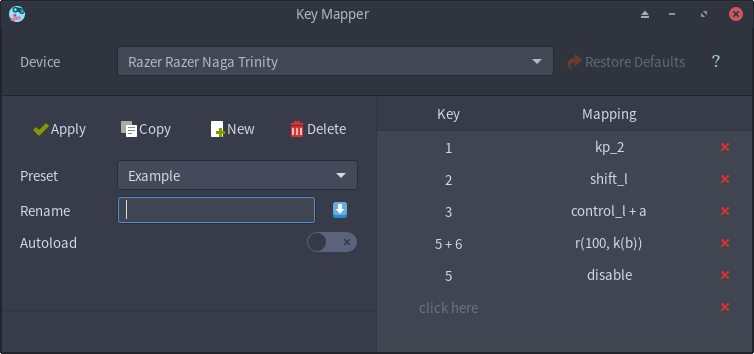 Key Mapper
Device
Razer Razer Naga Trinity
Restore Defaults
?
Apply
Copy
New
Delete
Preset
Example
Rename
Autoload
Key Mapping
1 kp_2
2 shift_l
3 control_l + a
5 + 6 r(100, k(b))
5 disable
click here